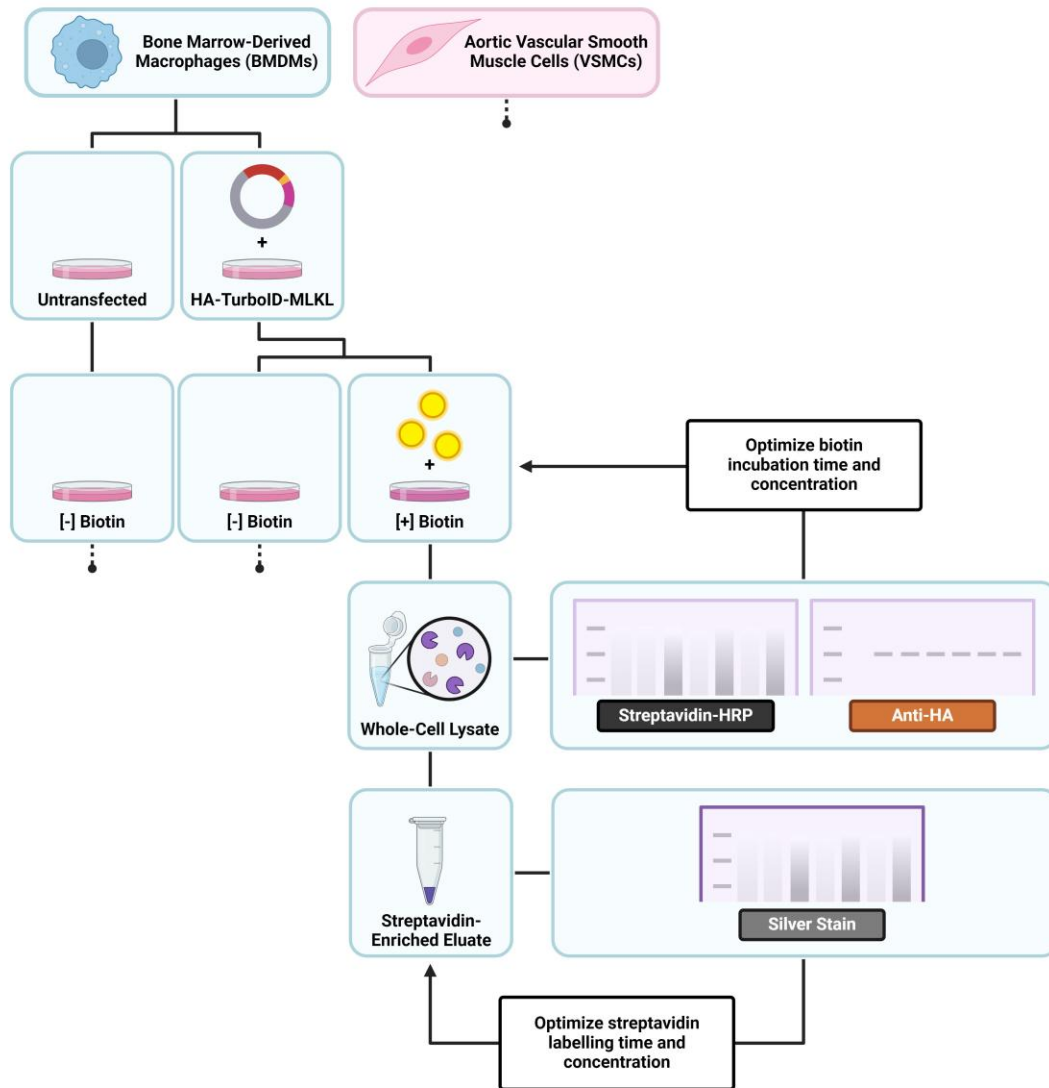 Bone Marrow-Derived
Macrophages (BMDMs)
Aortic Vascular Smooth
Muscle Cells (VSMCs)
+
Untransfected
HA-TurboID-MLKL
+
[-] Biotin
[-] Biotin
[+] Biotin
Optimize biotin
incubation time and
concentration
Whole-Cell Lysate
Streptavidin-HRP
Anti-HA
Streptavidin-
Enriched Eluate
Silver Stain
Optimize streptavidin
labelling time and
concentration